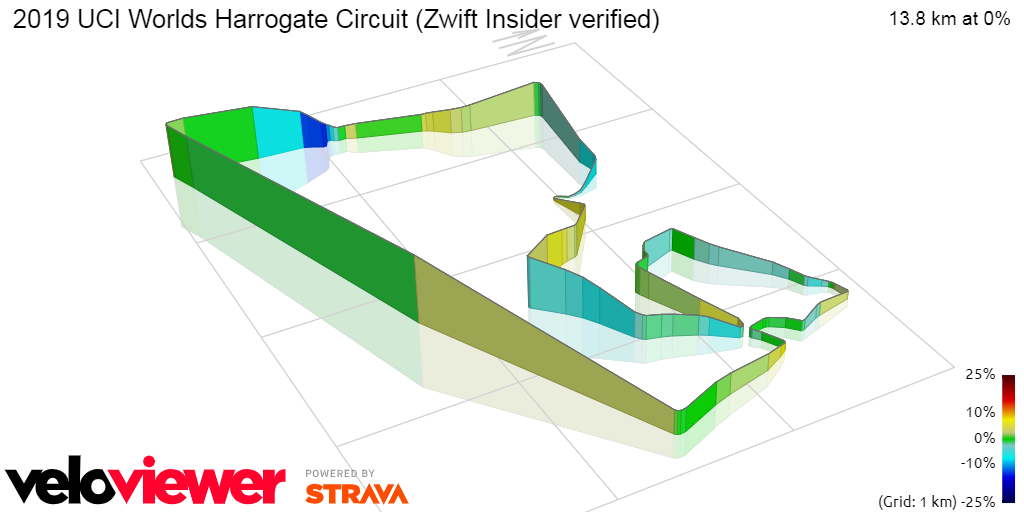 2019 UCI Worlds Harrogate Circuit (Zwift Insider verified)
13.8 km at 0%
N
25%
10%
0%
-10%
(Grid: 1 km) -25%
veloviewer
POWERED BY
STRAVA